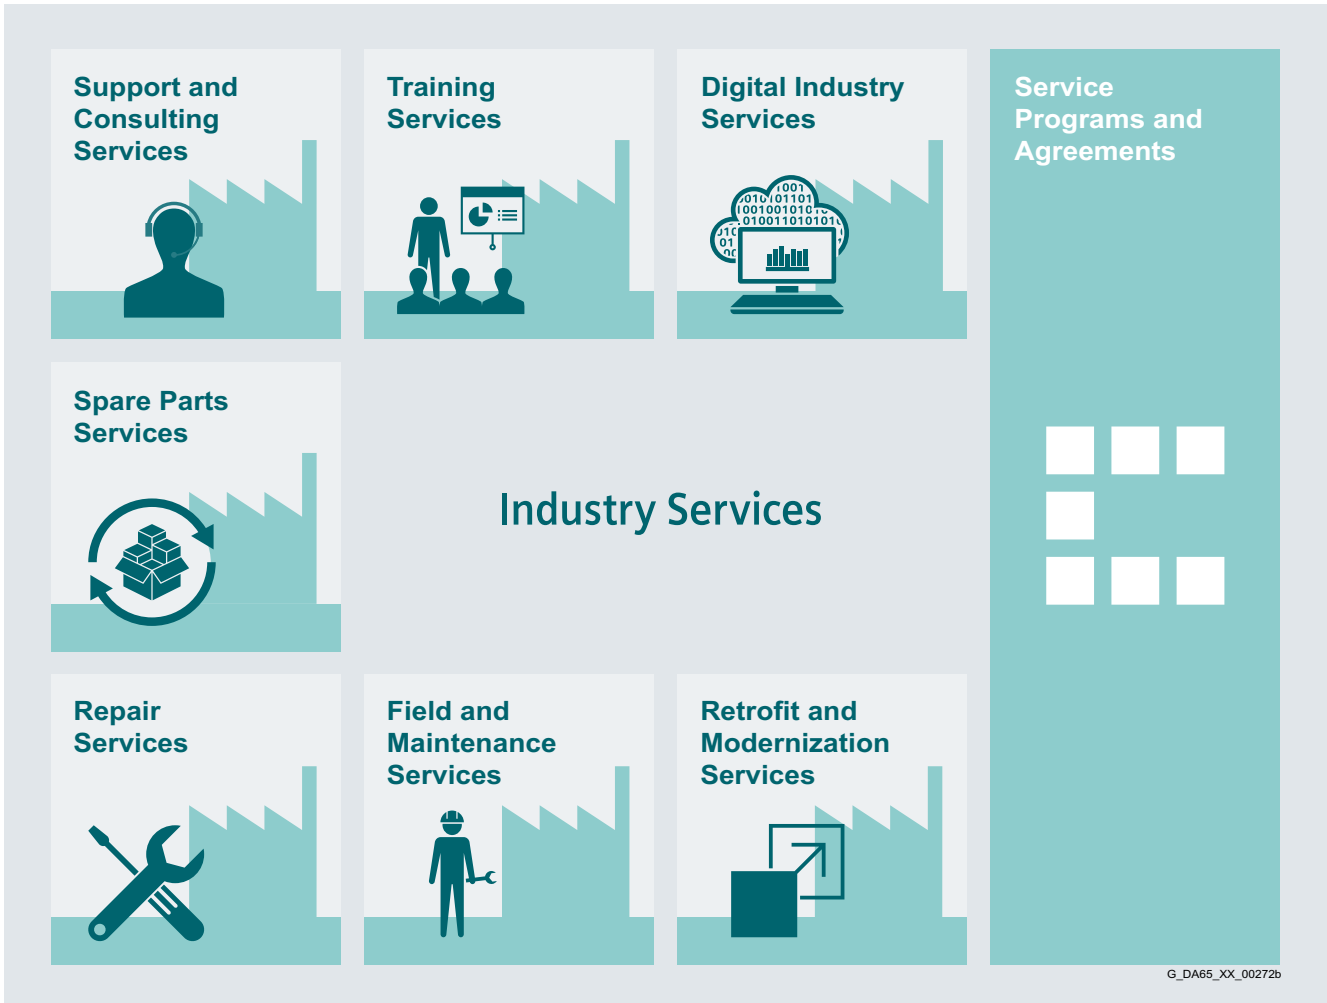 Support and
Consulting
Services
Training
Services
Digital Industry
Services
Service
Programs and
Agreements
Spare Parts
Services
Industry Services
Repair
Services
Field and
Maintenance
Services
Retrofit and
Modernization
Services
G_DA65_XX_00272b